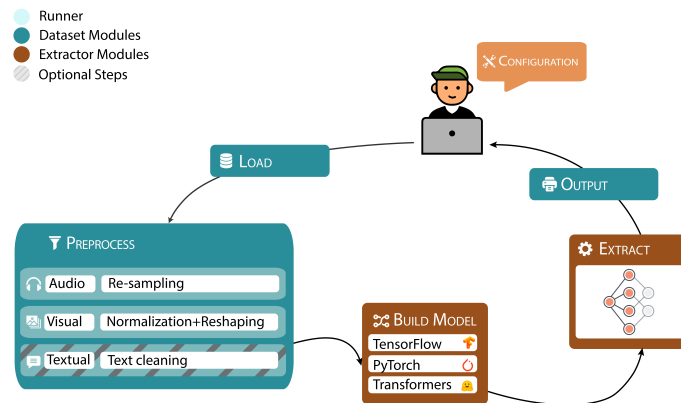 Runner
Dataset Modules
Extractor Modules
Optional Steps
CONFIGURATION
LOAD
OUTPUT
PREPROCESS
Audio Re-sampling
Visual Normalization+Reshaping
Textual Text cleaning
BUILD MODEL
TensorFlow
PyTorch
Transformers
EXTRACT